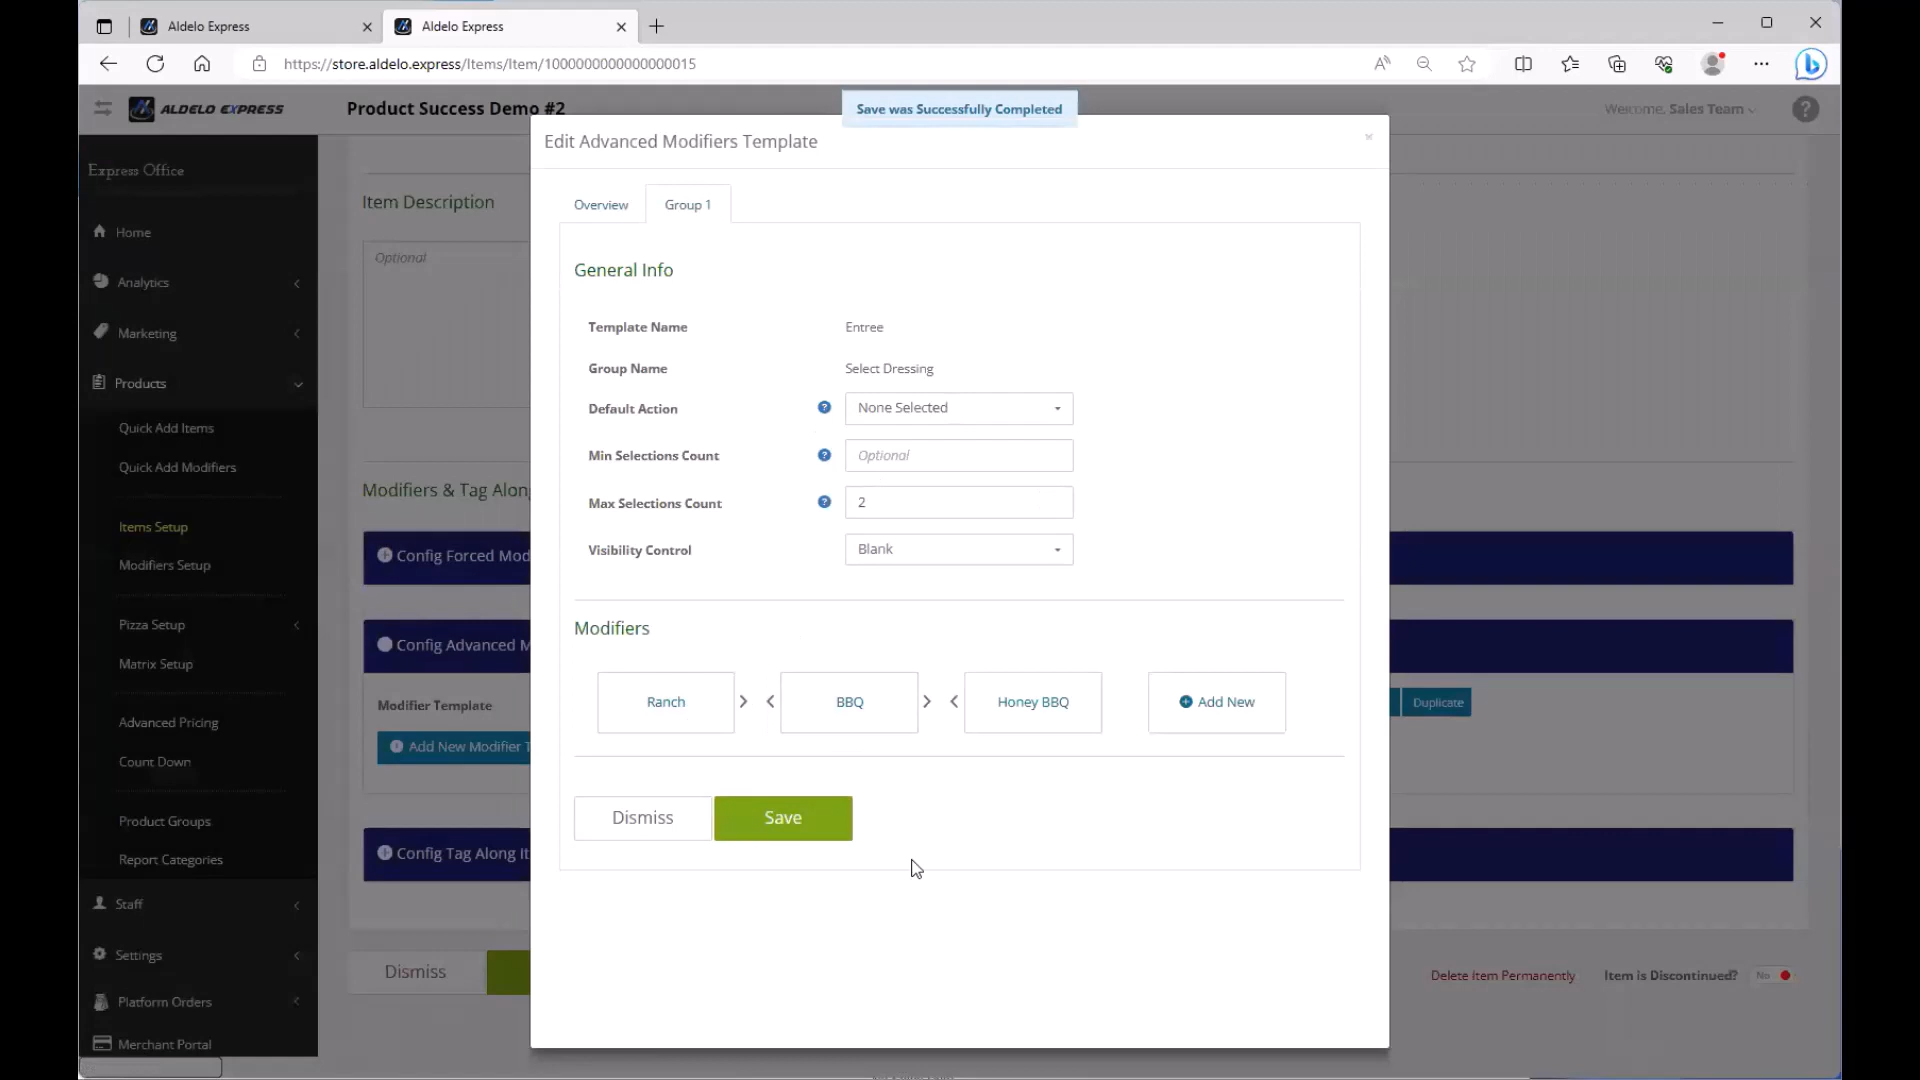 Aldelo Express
Aldelo Express
https://store.aldelo.express/Items/Item/1000000000000000015
ALDELO EXPRESS
Product Success Demo #2
Save was Successfully Completed
Welcome, Sales Team
Express Office
Home
Analytics
Marketing
Products
Quick Add Items
Quick Add Modifiers
Items Setup
Modifiers Setup
Pizza Setup
Matrix Setup
Advanced Pricing
Count Down
Product Groups
Report Categories
Staff
Settings
Platform Orders
Merchant Portal
Item Description
Optional
Modifiers & Tag Alon
Config Forced Mod
Config Advanced M
Modifier Template
Duplicate
Add New Modifier T
Config Tag Along It
Dismiss
Delete Item Permanently
Item is Discontinued?
No
Edit Advanced Modifiers Template
Overview
Group 1
General Info
Template Name
Entree
Group Name
Select Dressing
Default Action
None Selected
Min Selections Count
Optional
Max Selections Count
2
Visibility Control
Blank
Modifiers
Ranch
BBQ
Honey BBQ
Add New
Dismiss
Save